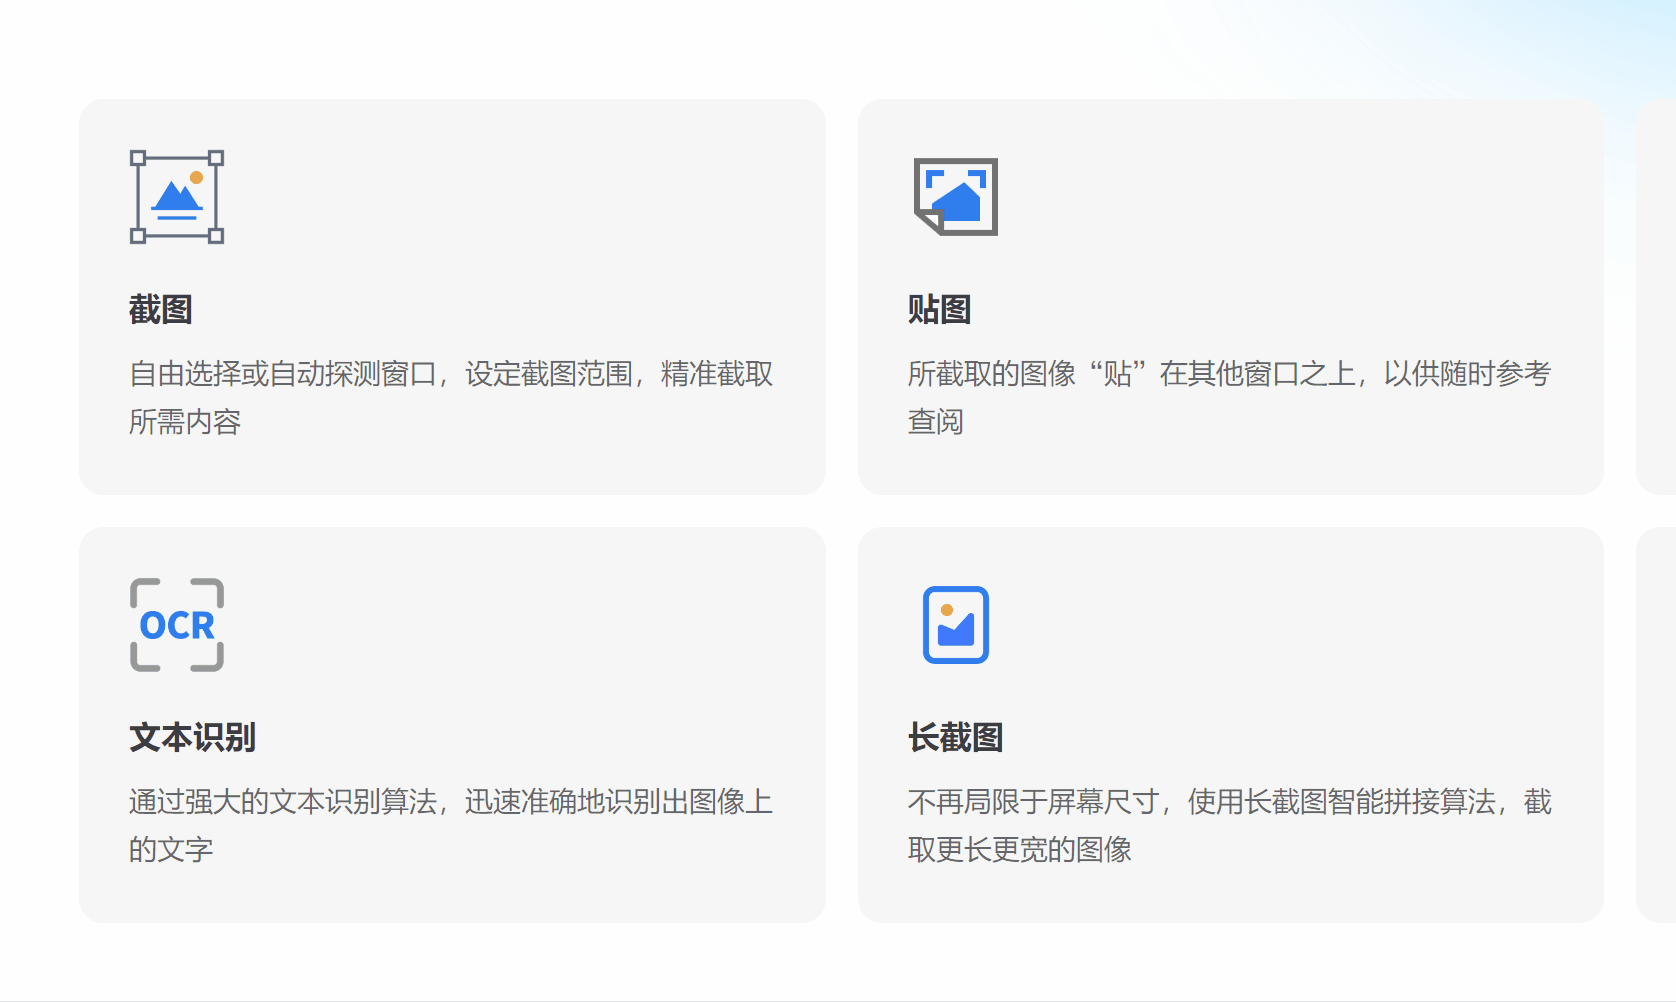 截图
自由选择或自动探测窗口，设定截图范围，精准截取
所需内容
贴图
所截取的图像“贴”在其他窗口之上，以供随时参考
查阅
OCR
文本识别
通过强大的文本识别算法，迅速准确地识别出图像上
的文字
长截图
不再局限于屏幕尺寸，使用长截图智能拼接算法，截
取更长更宽的图像